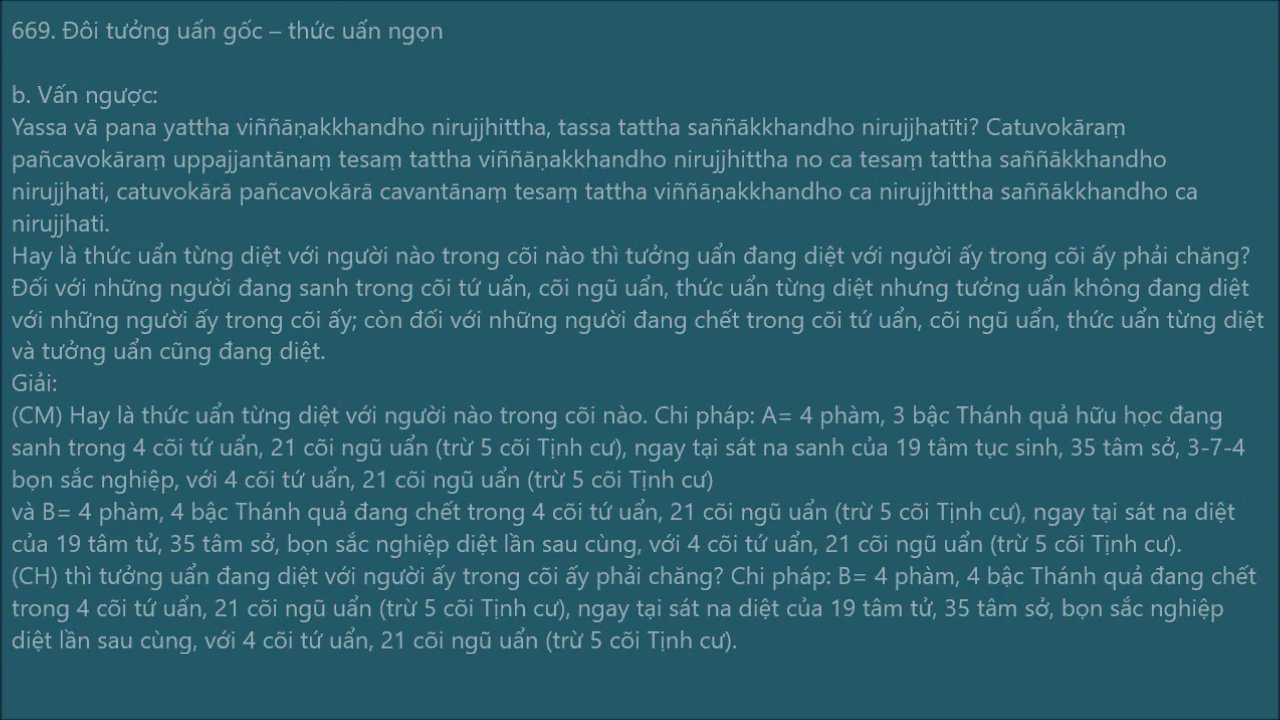 669. Đôi tưởng uẩn gốc – thức uẩn ngọn
b. Vấn ngược:
Yassa vā pana yattha viññāṇakkhandho nirujjhittha, tassa tattha saññākkhandho nirujjhatīti? Catuvokāraṃ
pañcavokāraṃ uppajjantānaṃ tesaṃ tattha viññāṇakkhandho nirujjhittha no ca tesaṃ tattha saññākkhandho
nirujjhati, catuvokārā pañcavokārā cavantānaṃ tesaṃ tattha viññāṇakkhandho ca nirujjhittha saññākkhandho ca
nirujjhati.
Hay là thức uẩn từng diệt với người nào trong cõi nào thì tưởng uẩn đang diệt với người ấy trong cõi ấy phải chăng?
Đối với những người đang sanh trong cõi tứ uẩn, cõi ngũ uẩn, thức uẩn từng diệt nhưng tưởng uẩn không đang diệt
với những người ấy trong cõi ấy; còn đối với những người đang chết trong cõi tứ uẩn, cõi ngũ uẩn, thức uẩn từng diệt
và tưởng uẩn cũng đang diệt.
Giải:
(CM) Hay là thức uẩn từng diệt với người nào trong cõi nào. Chi pháp: A= 4 phàm, 3 bậc Thánh quả hữu học đang
sanh trong 4 cõi tứ uẩn, 21 cõi ngũ uẩn (trừ 5 cõi Tịnh cư), ngay tại sát na sanh của 19 tâm tục sinh, 35 tâm sở, 3-7-4
bọn sắc nghiệp, với 4 cõi tứ uẩn, 21 cõi ngũ uẩn (trừ 5 cõi Tịnh cư)
và B= 4 phàm, 4 bậc Thánh quả đang chết trong 4 cõi tứ uẩn, 21 cõi ngũ uẩn (trừ 5 cõi Tịnh cư), ngay tại sát na diệt
của 19 tâm tử, 35 tâm sở, bọn sắc nghiệp diệt lần sau cùng, với 4 cõi tứ uẩn, 21 cõi ngũ uẩn (trừ 5 cõi Tịnh cư).
(CH) thì tưởng uẩn đang diệt với người ấy trong cõi ấy phải chăng? Chi pháp: B= 4 phàm, 4 bậc Thánh quả đang chết
trong 4 cõi tứ uẩn, 21 cõi ngũ uẩn (trừ 5 cõi Tịnh cư), ngay tại sát na diệt của 19 tâm tử, 35 tâm sở, bọn sắc nghiệp
diệt lần sau cùng, với 4 cõi tứ uẩn, 21 cõi ngũ uẩn (trừ 5 cõi Tịnh cư).